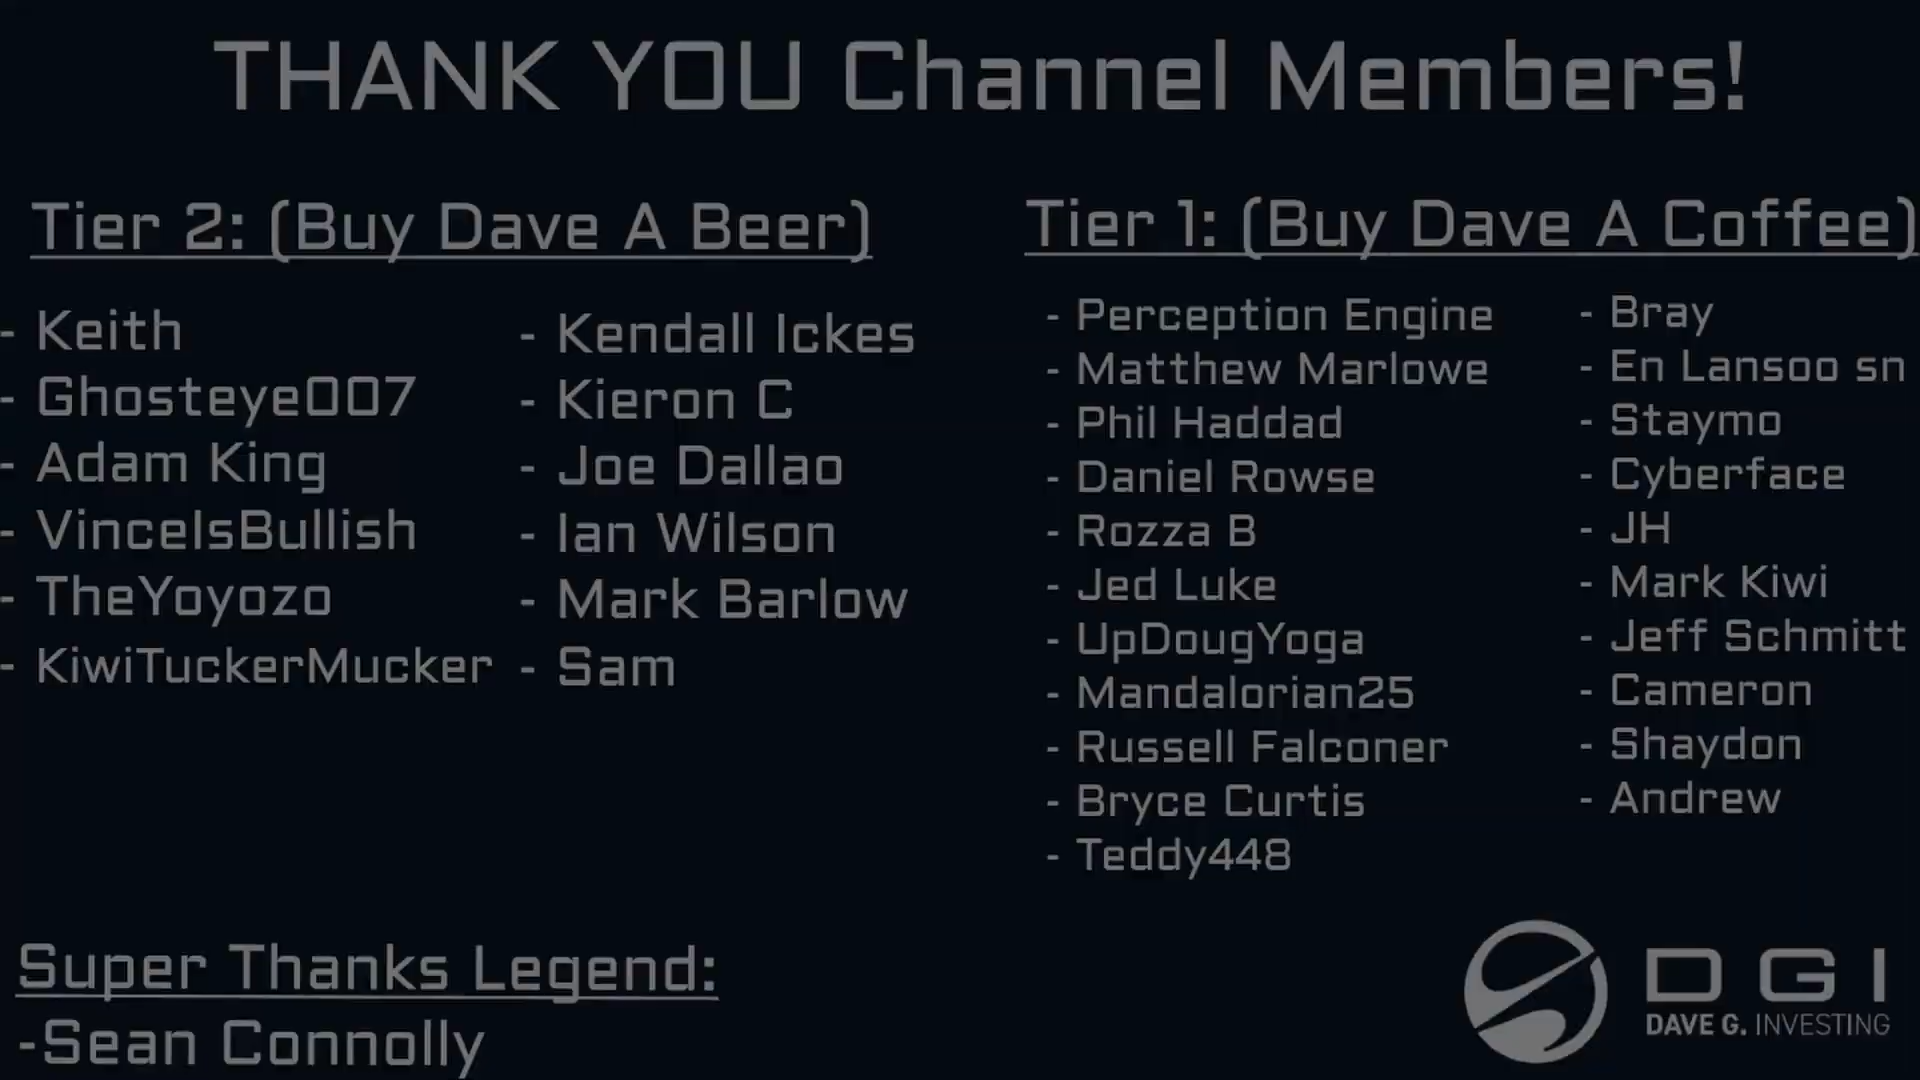 THANK YOU Channel Members!
Tier 2: (Buy Dave A Beer)
- Keith
- Ghosteye007
- Adam King
- VinceIsBullish
- TheYoyozo
- KiwiTuckerMucker
- Kendall Ickes
- Kieron C
- Joe Dallao
- Ian Wilson
- Mark Barlow
- Sam
Tier 1: (Buy Dave A Coffee)
- Perception Engine
- Matthew Marlowe
- Phil Haddad
- Daniel Rowse
- Rozza B
- Jed Luke
- UpDougYoga
- Mandalorian25
- Russell Falconer
- Bryce Curtis
- Teddy448
- Bray
- En Lansoo sn
- Staymo
- Cyberface
- JH
- Mark Kiwi
- Jeff Schmitt
- Cameron
- Shaydon
- Andrew
Super Thanks Legend:
-Sean Connolly
DGI
DAVE G. INVESTING